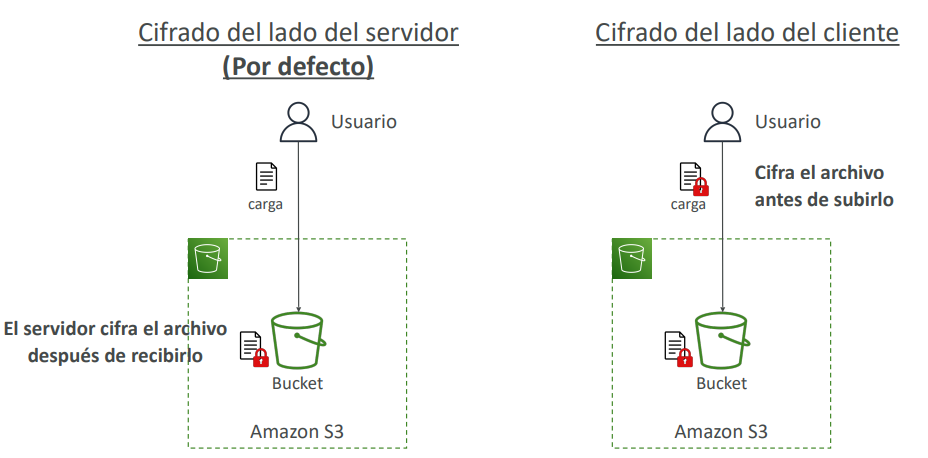 Cifrado del lado del servidor
(Por defecto)
Usuario
carga
El servidor cifra el archivo
después de recibirlo
Bucket
Amazon S3
Cifrado del lado del cliente
Usuario
Cifra el archivo
antes de subirlo
carga
Bucket
Amazon S3